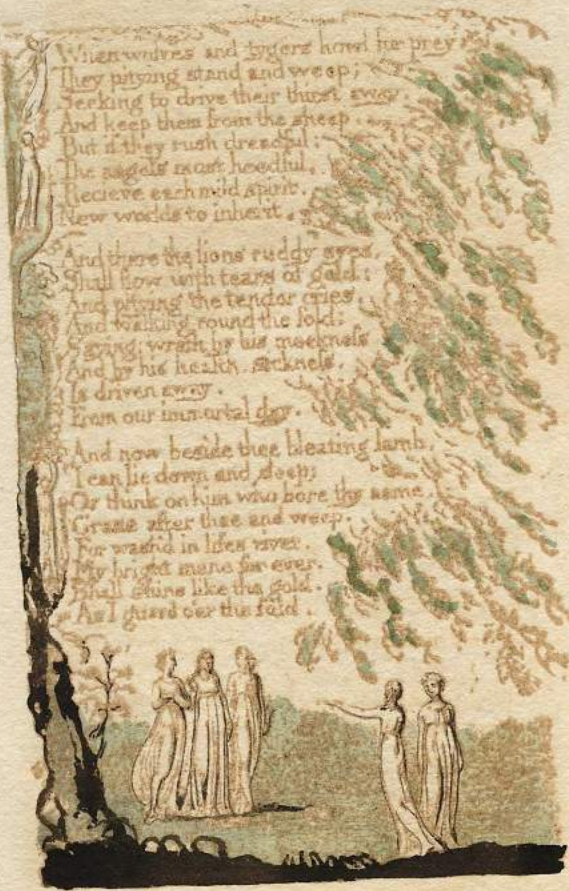 When wolves and tygers howl for prey
They pitying stand and weep;
Seeking to drive their thirst away
And keep them from the sheep.
But if they rush dreadful;
The angels most heedful,
Recieve each mild spirit,
New worlds to inherit.
And there the lions ruddy eyes,
Shall flow with tears of gold:
And pitying the tender cries,
And walking round the fold:
Saying: wrath by his meekness
And by his health, sickness,
Is driven away,
From our immortal day.
And now beside thee bleating lamb,
I can lie down and sleep;
Or think on him who bore thy name,
Graze after thee and weep.
For wash'd in lifes river,
My bright mane for ever,
Shall shine like the gold,
As I guard o'er the fold.